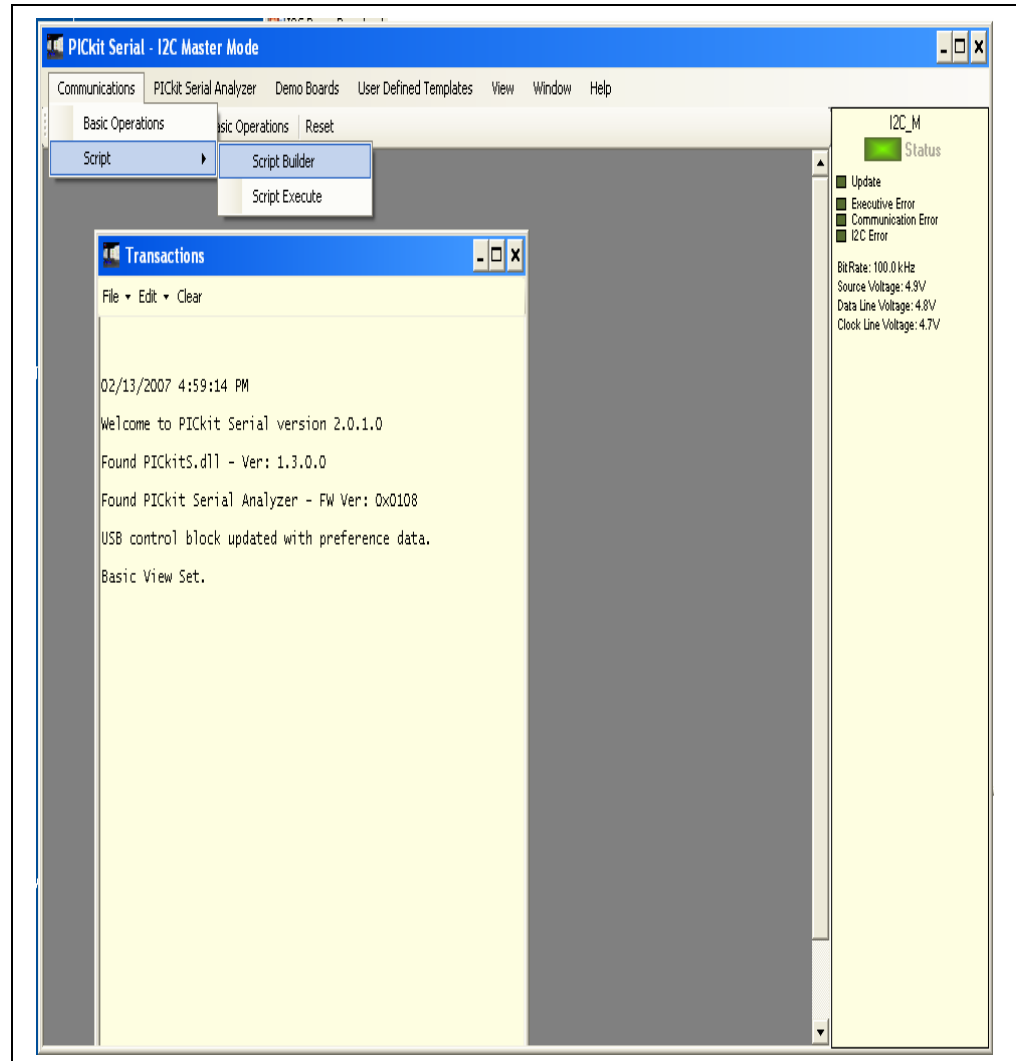 PICkit Serial - I2C Master Mode
Communications PICkit Serial Analyzer Demo Boards User Defined Templates View Window Help
Basic Operations
Basic Operations Reset
Script
Script Builder
Script Execute
Transactions
File Edit Clear
02/13/2007 4:59:14 PM
Welcome to PICkit Serial version 2.0.1.0
Found PICkitS.dll - Ver: 1.3.0.0
Found PICkit Serial Analyzer - FW Ver: 0x0108
USB control block updated with preference data.
Basic View Set.
I2C_M
Status
Update
Executive Error
Communication Error
I2C Error
BitRate: 100.0 kHz
Source Voltage: 4.9V
Data Line Voltage: 4.8V
Clock Line Voltage: 4.7V